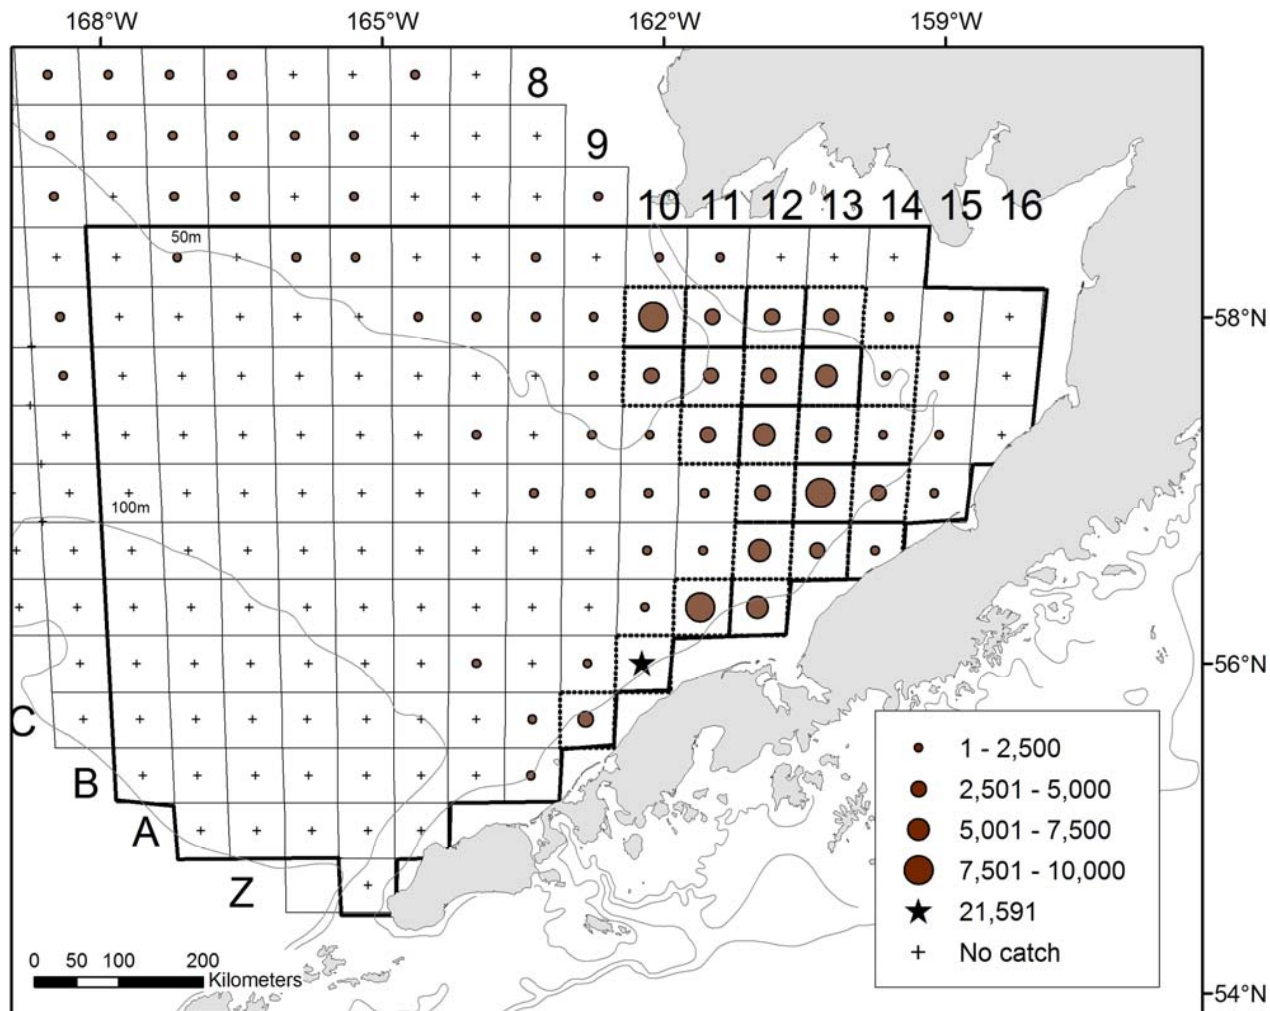 168°W 165°W 162°W 159°W
8
9
10 11 12 13 14 15 16
50m
58°N
100m
56°N
C
B
A
Z
1 - 2,500
2,501 - 5,000
5,001 - 7,500
7,501 - 10,000
21,591
No catch
0 50 100 200
Kilometers
54°N